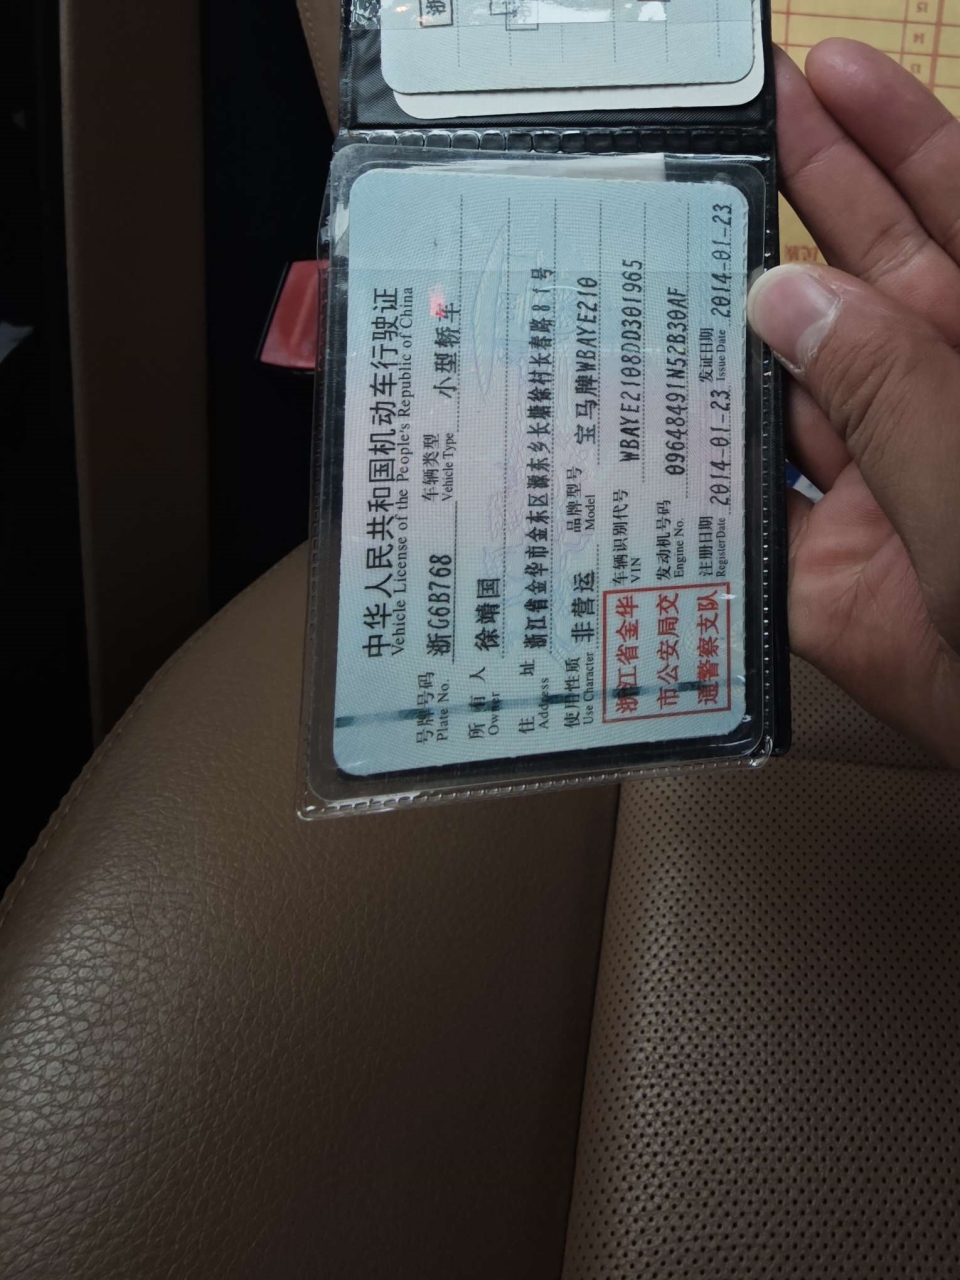 中华人民共和国机动车行驶证
Vehicle License of the People's Republic of China
号牌号码 浙G6B768 车辆类型 小型轿车
Plate No. Vehicle Type
所有人 徐靖国
Owner
住址 浙江省金华市金东区源东乡长塘徐村长春路81号
Address
使用性质 非营运 品牌型号 宝马牌WBAYE210
Use Character Model
浙江省金华
市公安局交
通警察支队
车辆识别代号 WBAYE2108DD301965
VIN
发动机号码 09648491N52B30AF
Engine No.
注册日期 2014-01-23 发证日期 2014-01-23
Register Date Issue Date
浙
15
14
13